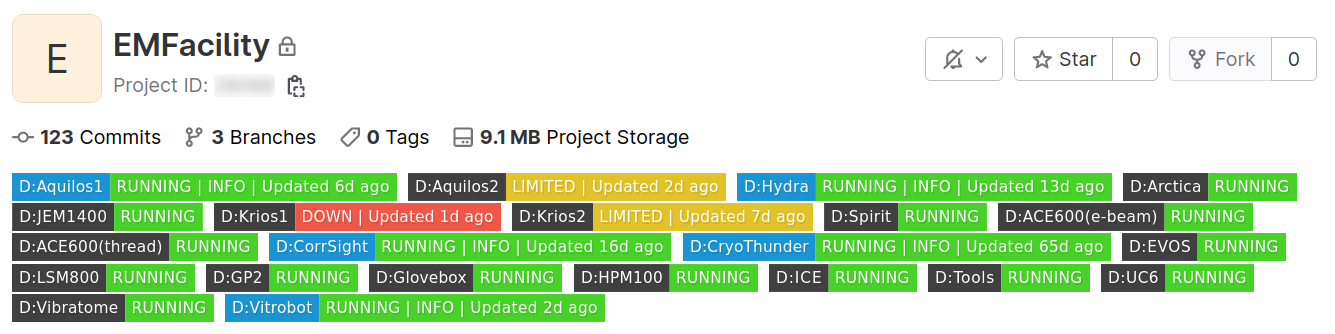 E
EMFacility
Project ID:
Star 0 Fork 0
123 Commits 3 Branches 0 Tags 9.1 MB Project Storage
D:Aquilos1 RUNNING | INFO | Updated 6d ago D:Aquilos2 LIMITED | Updated 2d ago D:Hydra RUNNING | INFO | Updated 13d ago D:Arctica RUNNING
D:JEM1400 RUNNING D:Krios1 DOWN | Updated 1d ago D:Krios2 LIMITED | Updated 7d ago D:Spirit RUNNING D:ACE600(e-beam) RUNNING
D:ACE600(thread) RUNNING D:CorrSight RUNNING | INFO | Updated 16d ago D:CryoThunder RUNNING | INFO | Updated 65d ago D:EVOS RUNNING
D:LSM800 RUNNING D:GP2 RUNNING D:Glovebox RUNNING D:HPM100 RUNNING D:ICE RUNNING D:Tools RUNNING D:UC6 RUNNING
D:Vibratome RUNNING D:Vitrobot RUNNING | INFO | Updated 2d ago